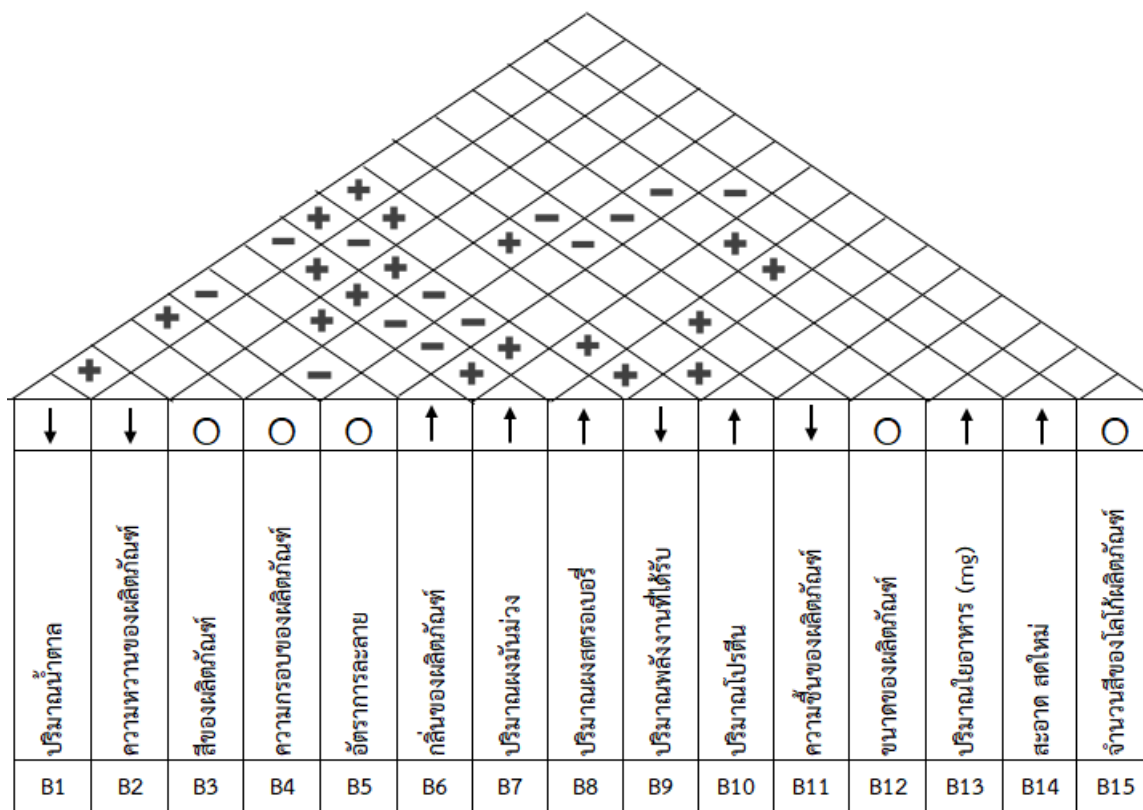 + − −
+ + − −
− − + − +
+ + +
− + −
+ + − − +
− + + +
+ − + + +
↓ ↓ O O O ↑ ↑ ↑ ↓ ↑ ↓ O ↑ ↑ O
ปริมาณน้ำตาล
ความหวานของผลิตภัณฑ์
สีของผลิตภัณฑ์
ความกรอบของผลิตภัณฑ์
อัตราการละลาย
กลิ่นของผลิตภัณฑ์
ปริมาณผงมันม่วง
ปริมาณผงสตรอเบอรี่
ปริมาณพลังงานที่ได้รับ
ปริมาณโปรตีน
ความชื้นของผลิตภัณฑ์
ขนาดของผลิตภัณฑ์
ปริมาณใยอาหาร (mg)
สะอาด สดใหม่
จำนวนสีของโลโก้ผลิตภัณฑ์
B1 B2 B3 B4 B5 B6 B7 B8 B9 B10 B11 B12 B13 B14 B15